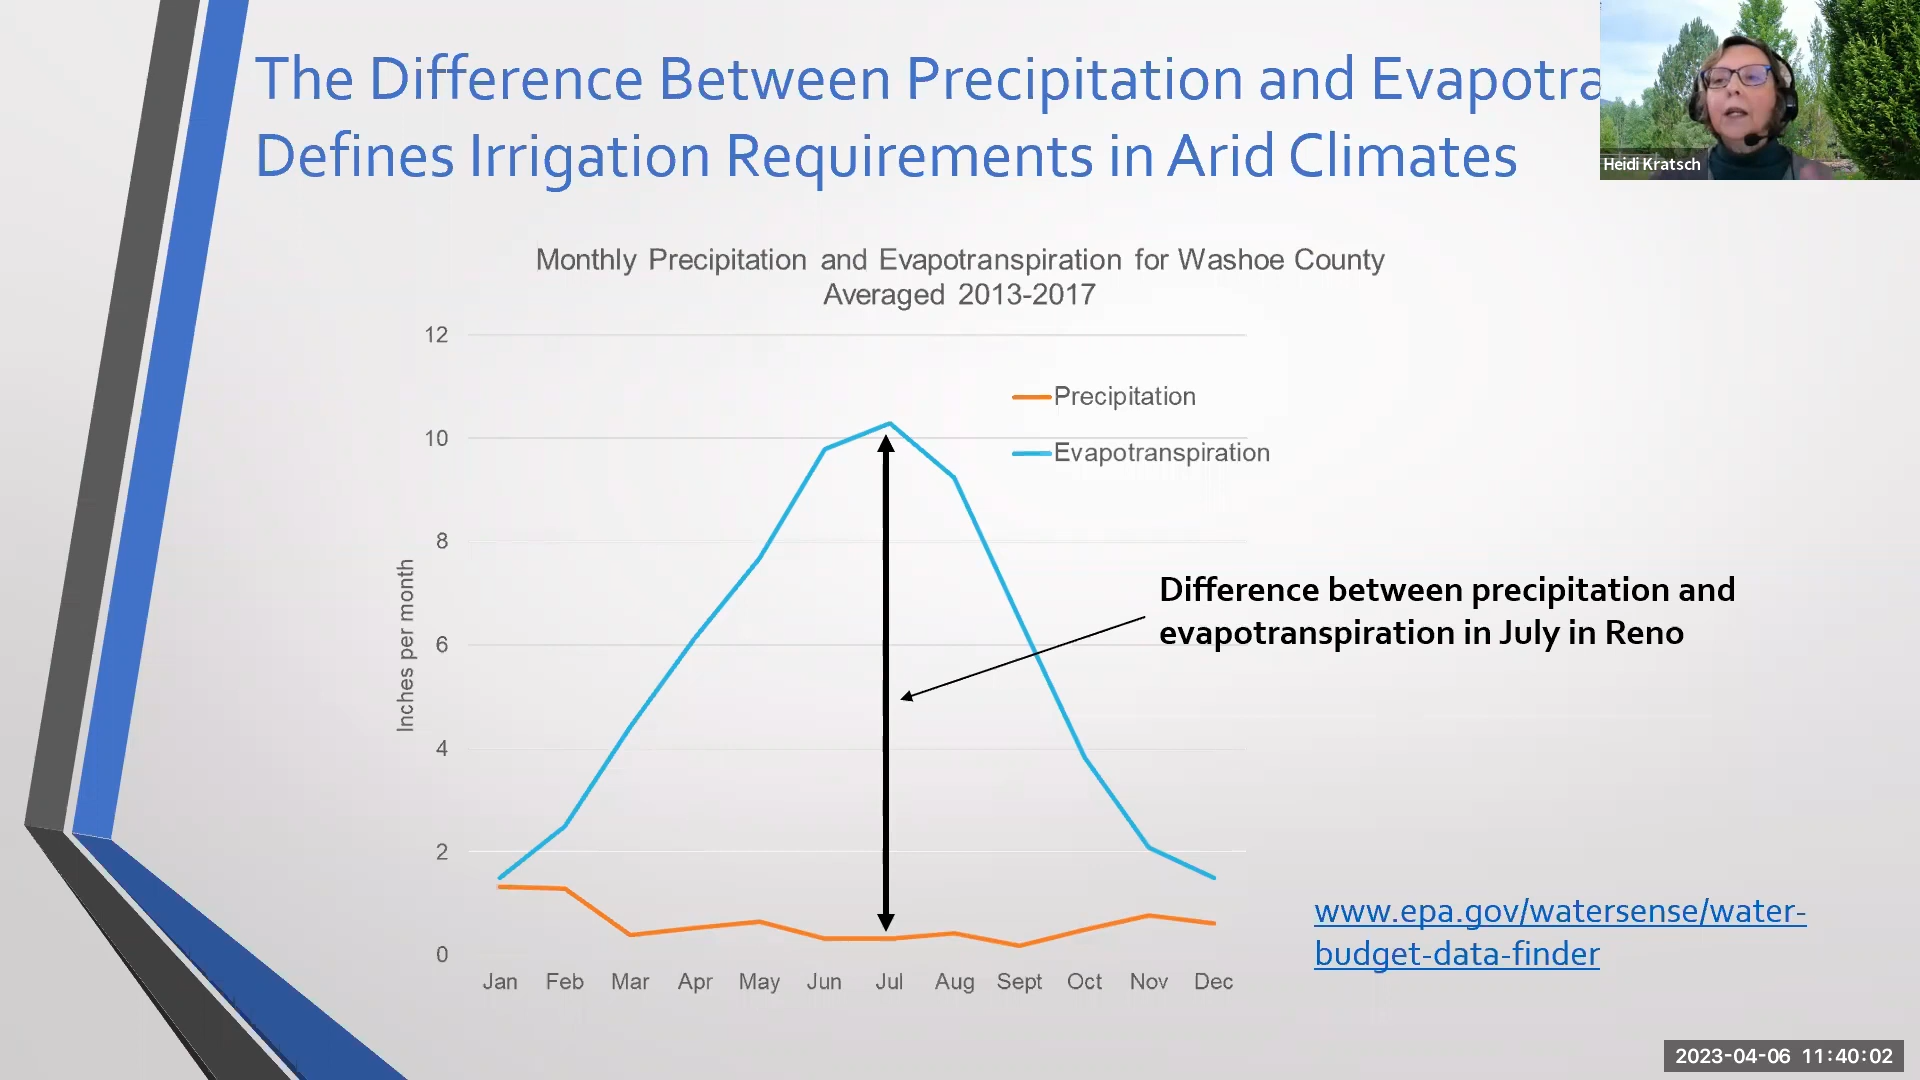 The Difference Between Precipitation and
Defines Irrigation Requirements in Arid Climates
Heidi Kratsch
Monthly Precipitation and Evapotranspiration for Washoe County
Averaged 2013-2017
12
10
8
6
4
2
0
Inches per month
Precipitation
Evapotranspiration
Difference between precipitation and
evapotranspiration in July in Reno
Jan Feb Mar Apr May Jun Jul Aug Sept Oct Nov Dec
www.epa.gov/watersense/water-
budget-data-finder
2023-04-06 11:40:02